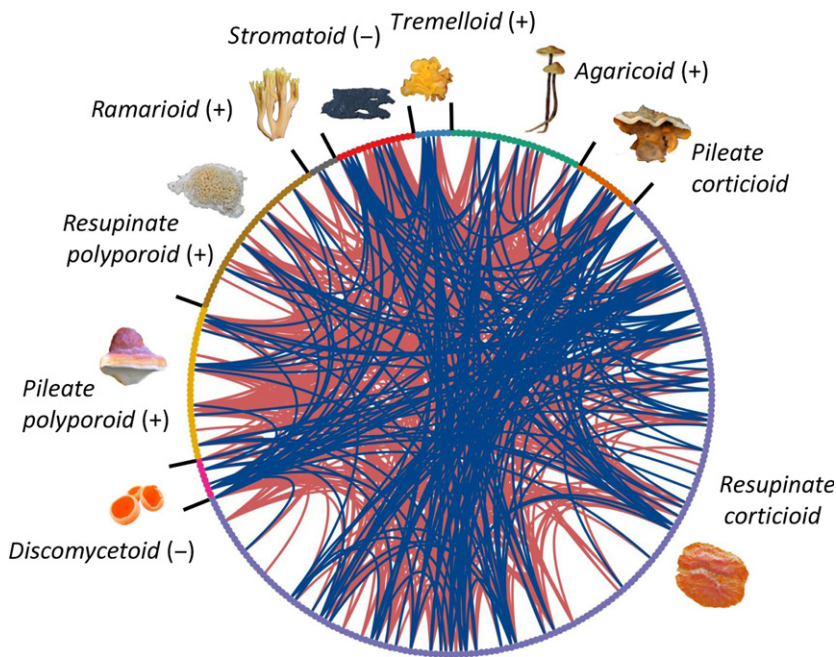 Stromatoid (–)
Tremelloid (+)
Ramarioid (+)
Agaricoid (+)
Pileate
corticioid
Resupinate
polyporoid (+)
Pileate
polyporoid (+)
Resupinate
corticioid
Discomycetoid (–)